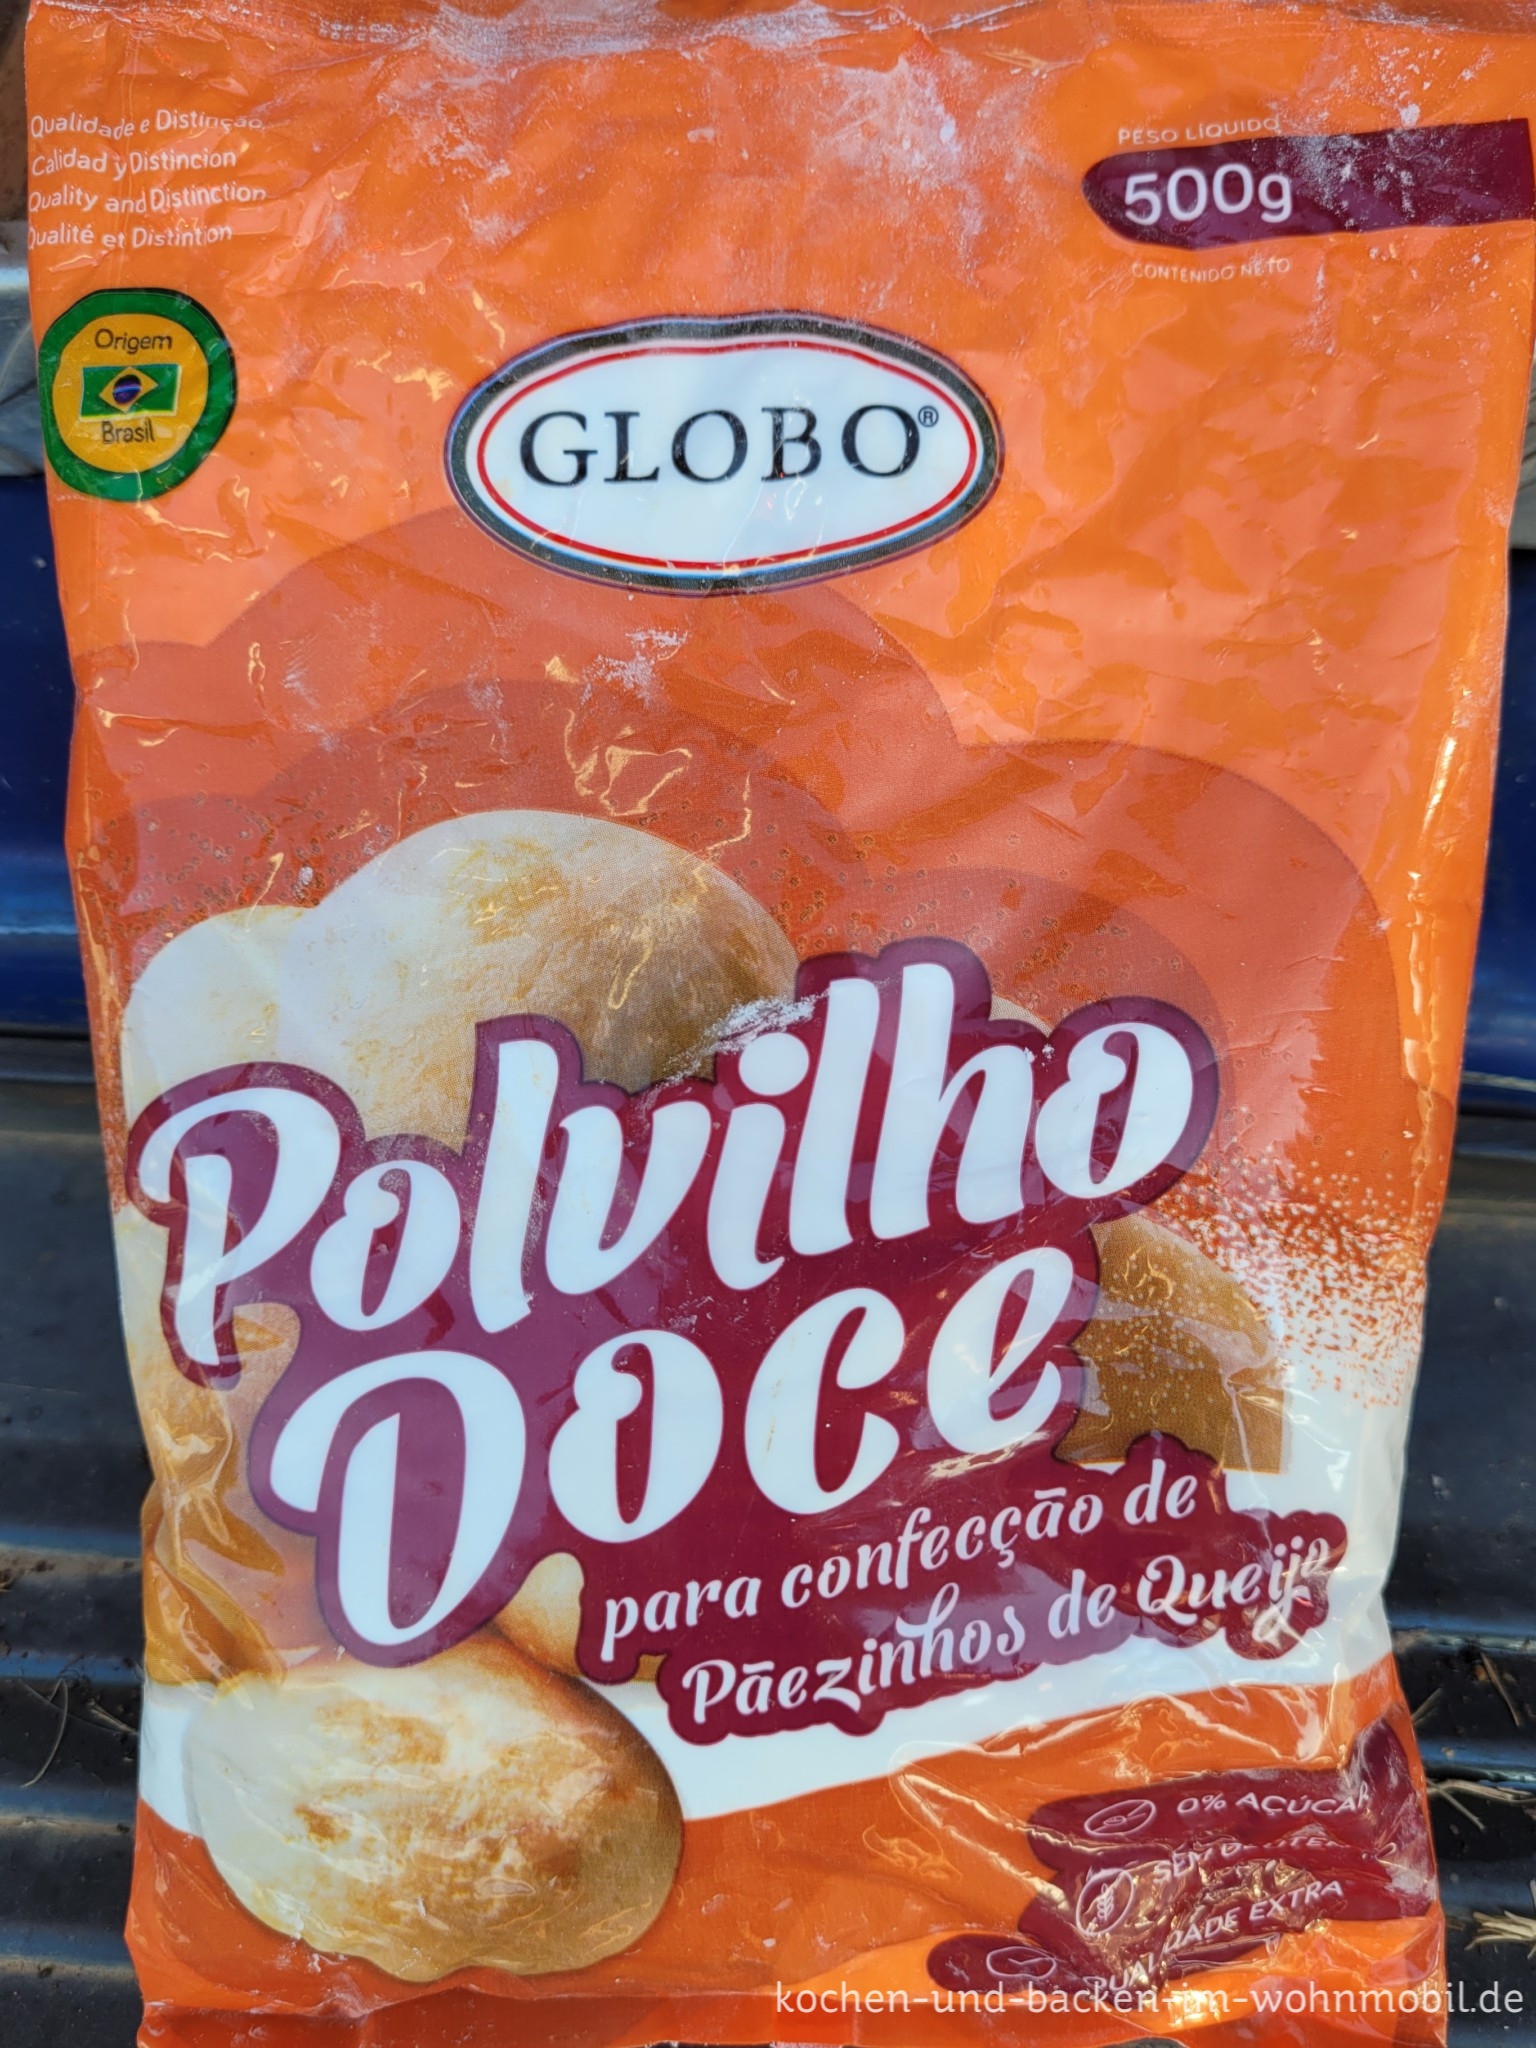 Qualidade e Distinção
Calidad y Distincion
Quality and Distinction
Qualité et Distintion
PESO LÍQUIDO
500g
CONTENIDO NETO
Origem
Brasil
GLOBO®
Polvilho
Doce
para confecção de
Pãezinhos de Queijo
0% AÇÚCAR
SEM
QUALIDADE EXTRA
kochen-und-backen-im-wohnmobil.de